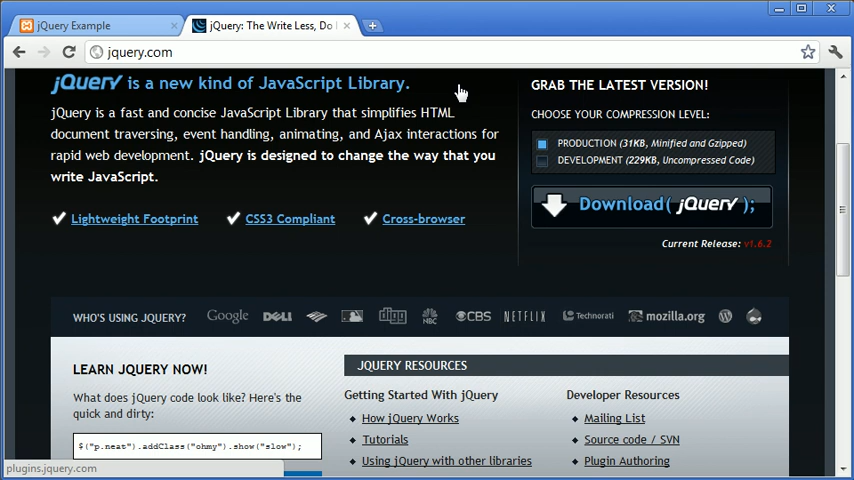 jQuery Example
jQuery: The Write Less, Do
jquery.com
jQuery is a new kind of JavaScript Library.
jQuery is a fast and concise JavaScript Library that simplifies HTML
document traversing, event handling, animating, and Ajax interactions for
rapid web development. jQuery is designed to change the way that you
write JavaScript.
Lightweight Footprint
CSS3 Compliant
Cross-browser
GRAB THE LATEST VERSION!
CHOOSE YOUR COMPRESSION LEVEL:
PRODUCTION (31KB, Minified and Gzipped)
DEVELOPMENT (229KB, Uncompressed Code)
Download( jQuery );
Current Release: v1.6.2
WHO'S USING JQUERY? Google DELL digg NBC CBS NETFLIX Technorati mozilla.org
LEARN JQUERY NOW!
What does jQuery code look like? Here's the
quick and dirty:
$("p.neat").addClass("ohmy").show("slow");
JQUERY RESOURCES
Getting Started With jQuery
How jQuery Works
Tutorials
Using jQuery with other libraries
Developer Resources
Mailing List
Source code / SVN
Plugin Authoring
plugins.jquery.com